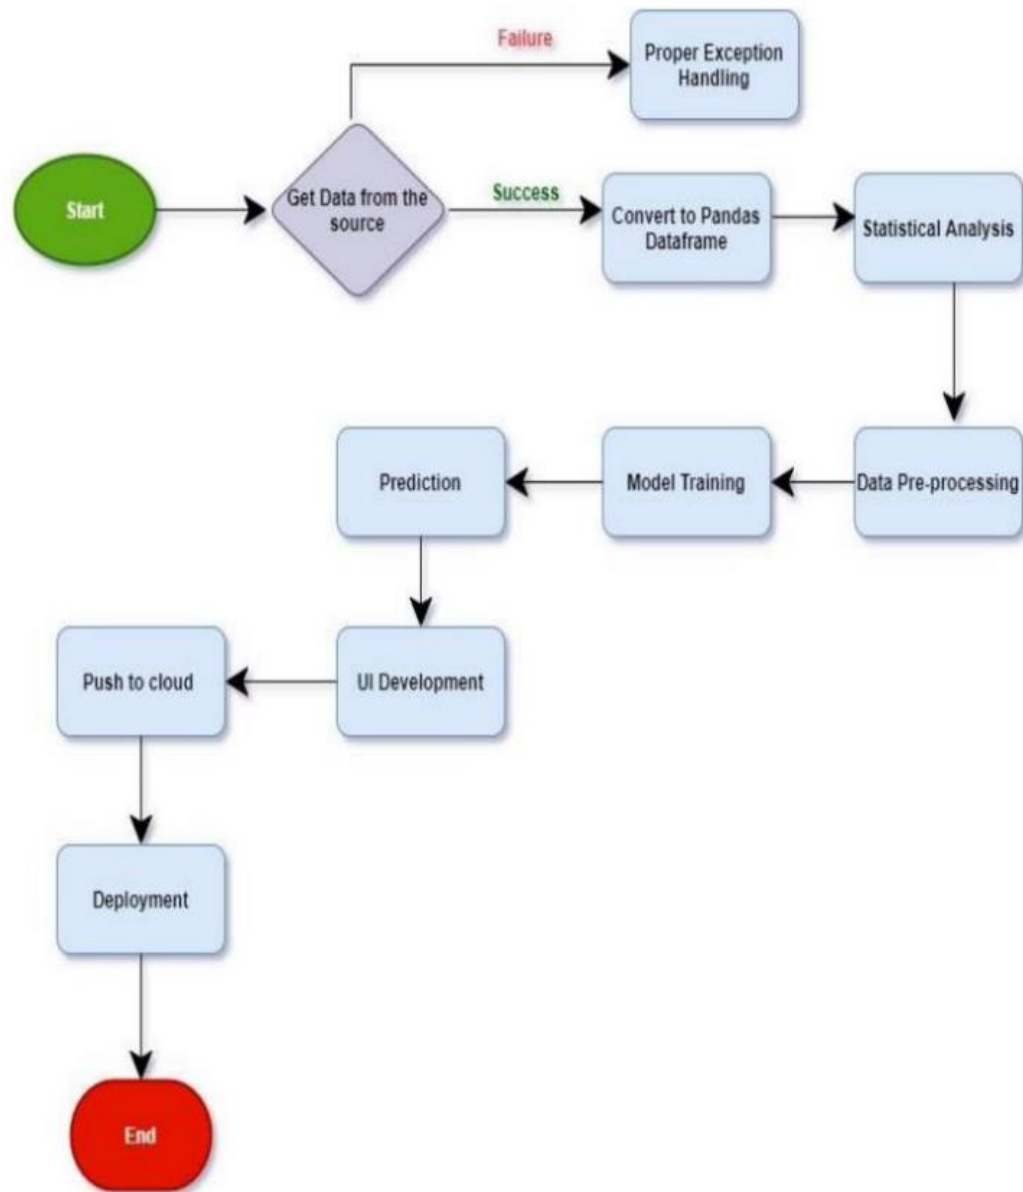 Failure
Proper Exception
Handling
Start
Get Data from the
source
Success
Convert to Pandas
Dataframe
Statistical Analysis
Data Pre-processing
Model Training
Prediction
UI Development
Push to cloud
Deployment
End